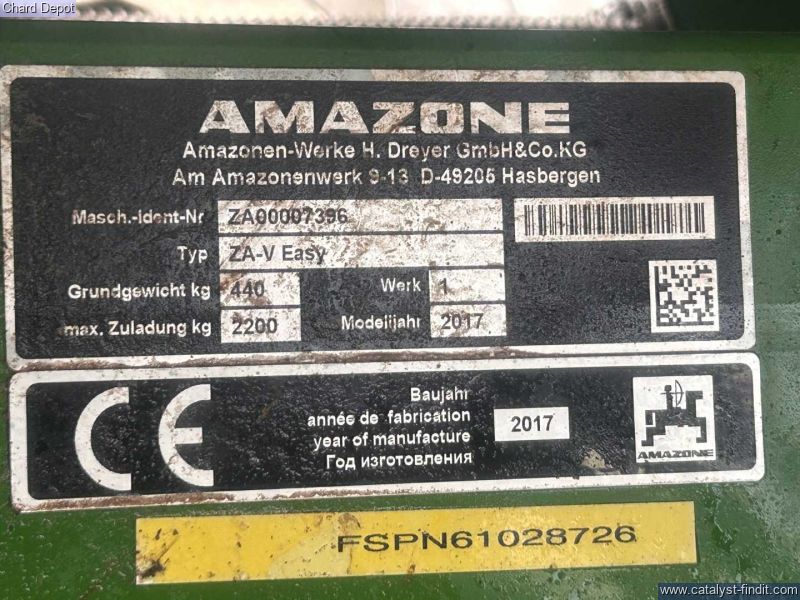 Chard Depot
AMAZONE
Amazonen-Werke H. Dreyer GmbH&Co.KG
Am Amazonenwerk 9-13 D-49205 Hasbergen
Masch.-Ident-Nr ZA00007396
Typ ZA-V Easy
Grundgewicht kg 440 Werk 1
max. Zuladung kg 2200 Modelljahr 2017
CE
Baujahr
année de fabrication
year of manufacture
Год изготовления
2017
AMAZONE
FSPN61028726
www.catalyst-findit.com